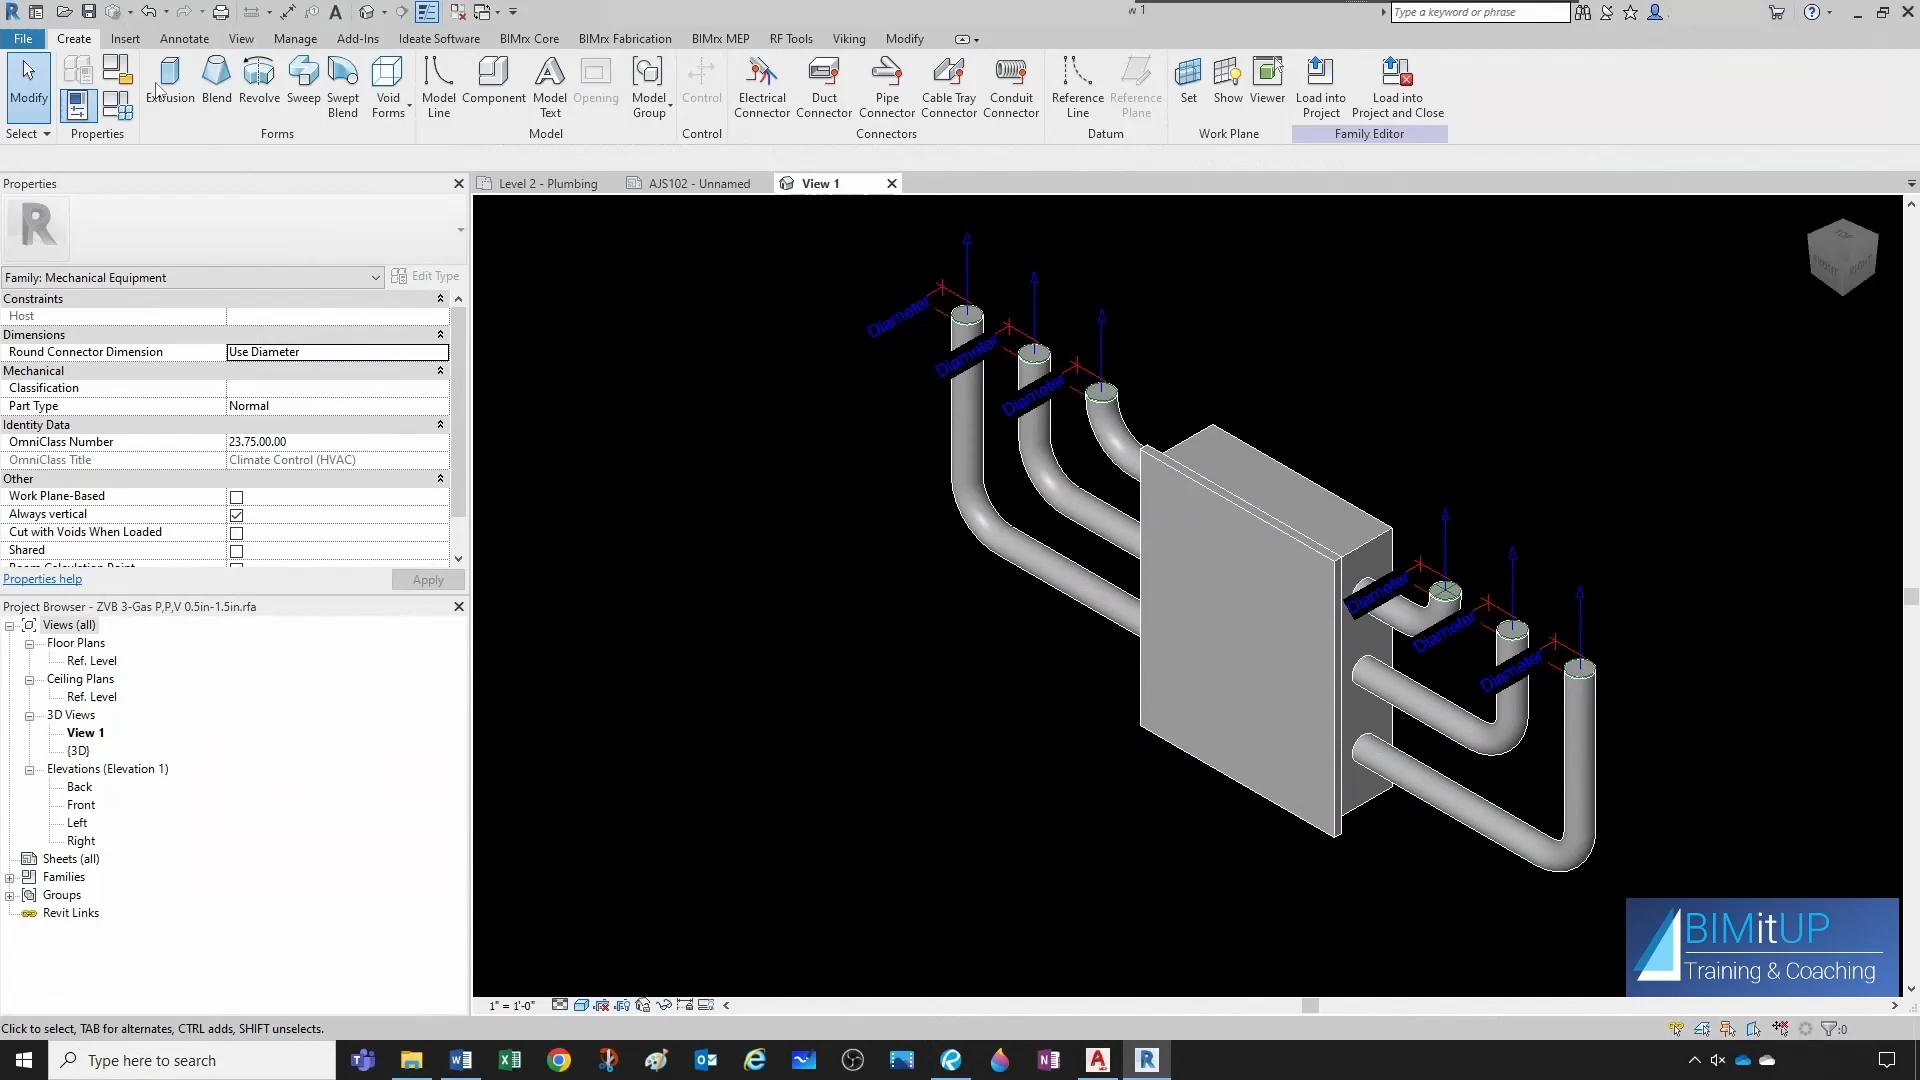 w 1
Type a keyword or phrase
File Create Insert Annotate View Manage Add-Ins Ideate Software BIMrx Core BIMrx Fabrication BIMrx MEP RF Tools Viking Modify
Modify Extrusion Blend Revolve Sweep Swept Blend Void Forms Model Line Component Model Text Opening Model Group Control Electrical Connector Duct Connector Pipe Connector Cable Tray Connector Conduit Connector Reference Line Reference Plane Set Show Viewer Load into Project Load into Project and Close
Select Properties Forms Model Control Connectors Datum Work Plane Family Editor
Properties
Level 2 - Plumbing AJS102 - Unnamed View 1
Family: Mechanical Equipment Edit Type
Constraints
Host
Dimensions
Round Connector Dimension Use Diameter
Mechanical
Classification
Part Type Normal
Identity Data
OmniClass Number 23.75.00.00
OmniClass Title Climate Control (HVAC)
Other
Work Plane-Based
Always vertical
Cut with Voids When Loaded
Shared
Properties help Apply
Project Browser - ZVB 3-Gas P,P,V 0.5in-1.5in.rfa
Views (all)
Floor Plans
Ref. Level
Ceiling Plans
Ref. Level
3D Views
View 1
{3D}
Elevations (Elevation 1)
Back
Front
Left
Right
Sheets (all)
Families
Groups
Revit Links
Diameter
Diameter
Diameter
Diameter
Diameter
Diameter
TOP
FRONT RIGHT
BIMitUP
Training & Coaching
1" = 1'-0"
Click to select, TAB for alternates, CTRL adds, SHIFT unselects.
:0
Type here to search